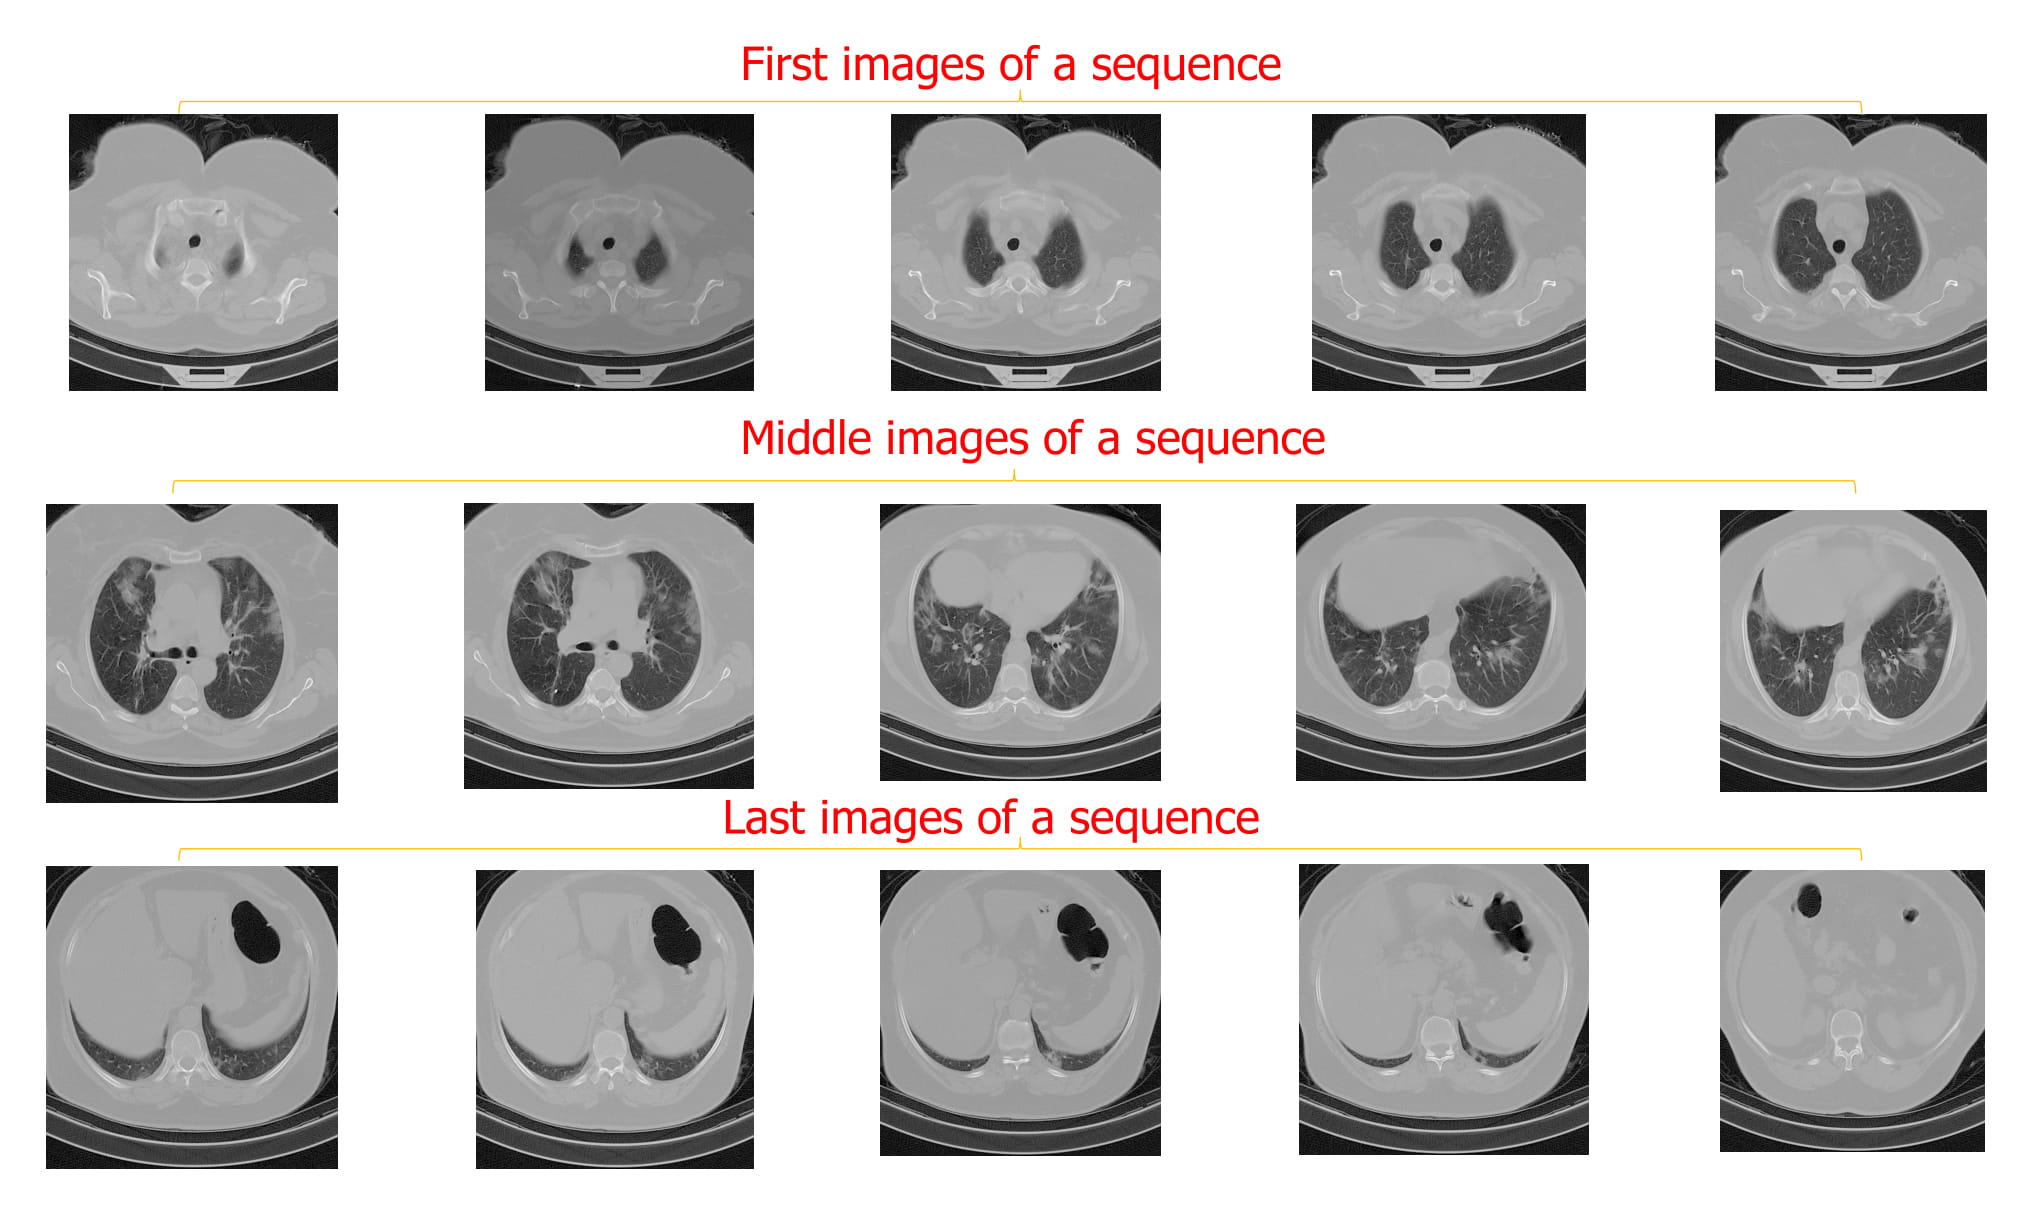 First images of a sequence
Middle images of a sequence
Last images of a sequence